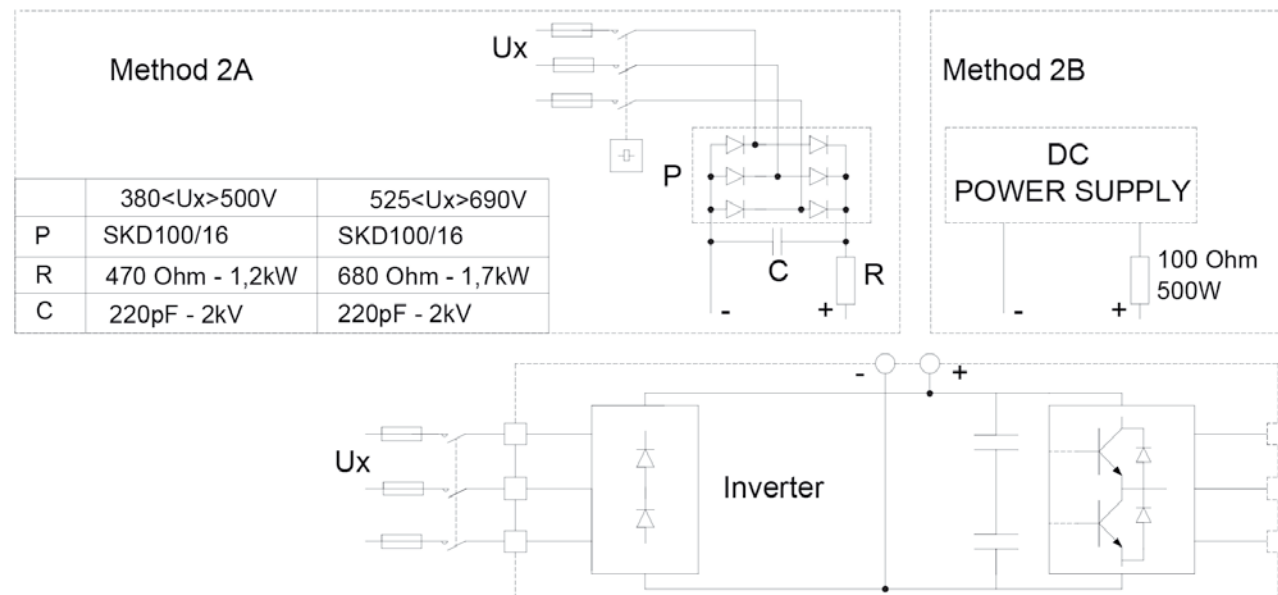 Method 2A
Ux
P
380<Ux>500V 525<Ux>690V
P SKD100/16 SKD100/16
R 470 Ohm - 1,2kW 680 Ohm - 1,7kW
C 220pF - 2kV 220pF - 2kV
C
R
- +
Method 2B
DC
POWER SUPPLY
100 Ohm
500W
- +
- +
Ux
Inverter